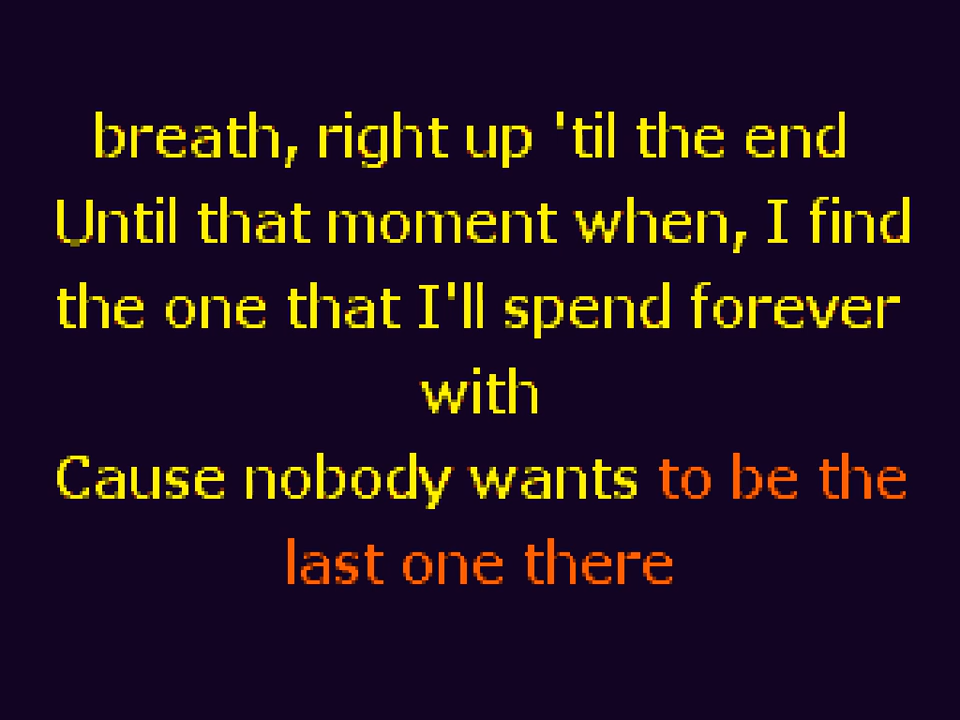 breath, right up 'til the end
Until that moment when, I find
the one that I'll spend forever
with
Cause nobody wants to be the
last one there